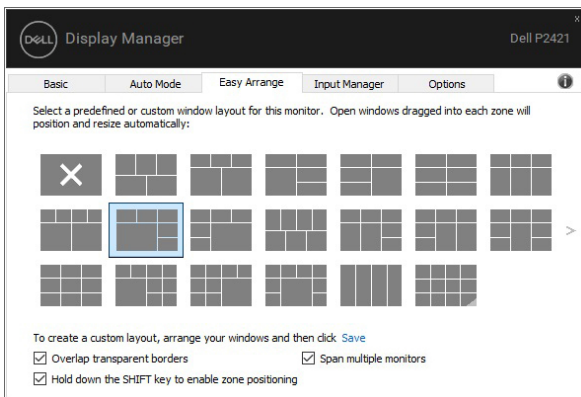 DELL Display Manager
Dell P2421
Basic Auto Mode Easy Arrange Input Manager Options
Select a predefined or custom window layout for this monitor. Open windows dragged into each zone will
position and resize automatically:
To create a custom layout, arrange your windows and then click Save
Overlap transparent borders Span multiple monitors
Hold down the SHIFT key to enable zone positioning